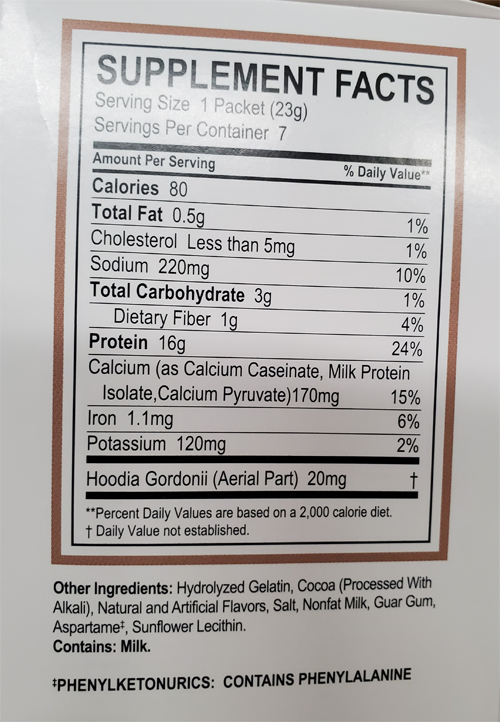 SUPPLEMENT FACTS
Serving Size 1 Packet (23g)
Servings Per Container 7
Amount Per Serving % Daily Value**
Calories 80
Total Fat 0.5g 1%
Cholesterol Less than 5mg 1%
Sodium 220mg 10%
Total Carbohydrate 3g 1%
Dietary Fiber 1g 4%
Protein 16g 24%
Calcium (as Calcium Caseinate, Milk Protein
Isolate,Calcium Pyruvate)170mg 15%
Iron 1.1mg 6%
Potassium 120mg 2%
Hoodia Gordonii (Aerial Part) 20mg †
**Percent Daily Values are based on a 2,000 calorie diet.
† Daily Value not established.
Other Ingredients: Hydrolyzed Gelatin, Cocoa (Processed With
Alkali), Natural and Artificial Flavors, Salt, Nonfat Milk, Guar Gum,
Aspartame‡, Sunflower Lecithin.
Contains: Milk.
‡PHENYLKETONURICS: CONTAINS PHENYLALANINE